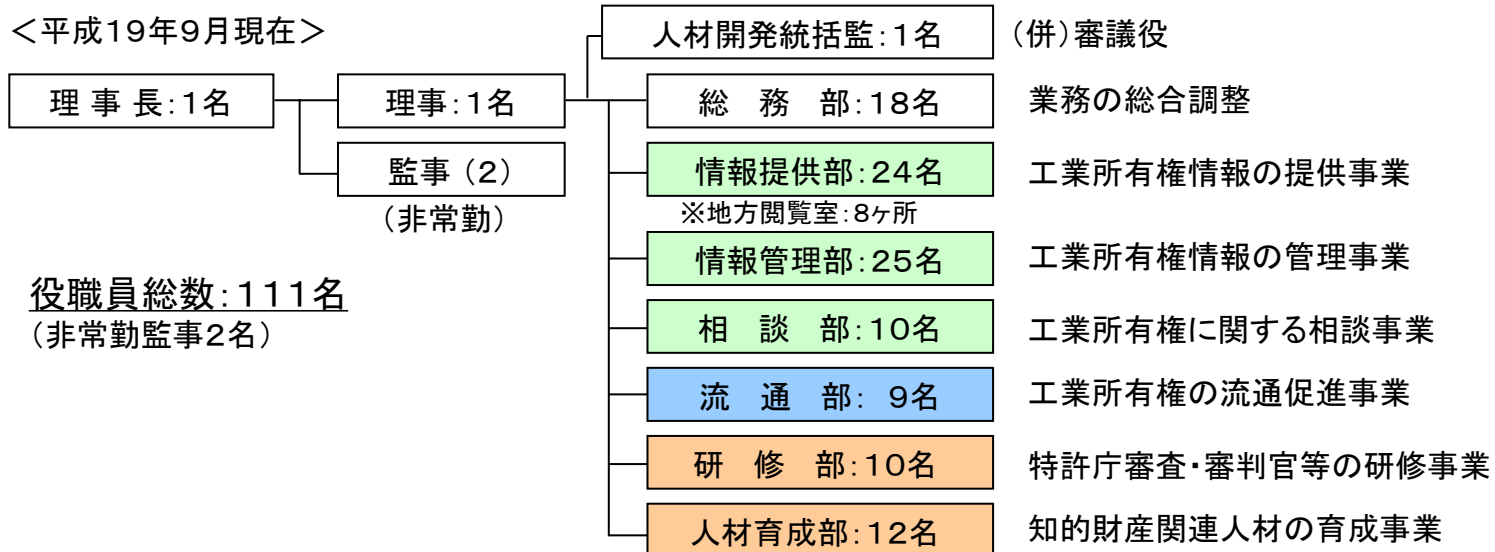 ＜平成19年9月現在＞
人材開発統括監：1名 （併）審議役
理 事 長：1名 理事：1名 総　務　部：18名 業務の総合調整
監事（2） 情報提供部：24名 工業所有権情報の提供事業
（非常勤） ※地方閲覧室：8ヶ所
情報管理部：25名 工業所有権情報の管理事業
役職員総数：111名
（非常勤監事2名） 相　談　部：10名 工業所有権に関する相談事業
流　通　部： 9名 工業所有権の流通促進事業
研　修　部：10名 特許庁審査・審判官等の研修事業
人材育成部：12名 知的財産関連人材の育成事業